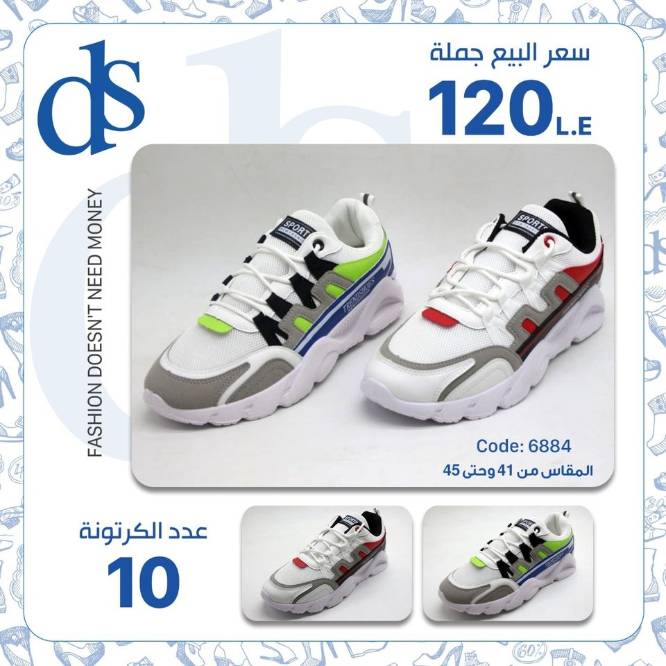 ds
سعر البيع جملة
120L.E
FASHION DOESN'T NEED MONEY
SPORT
SPORT
Code: 6884
المقاس من 41 وحتى 45
عدد الكرتونة
10
60%